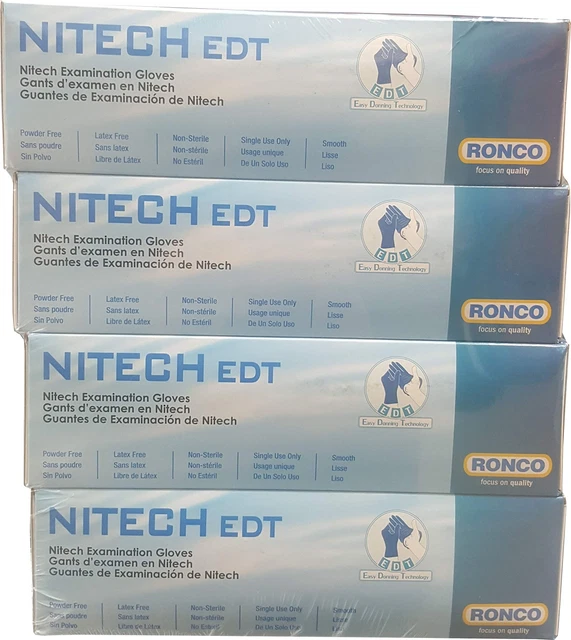 NITECH EDT
Nitech Examination Gloves
Gants d'examen en Nitech
Guantes de Examinación de Nitech
EDT
Easy Donning Technology
Powder Free Latex Free Non-Sterile Single Use Only Smooth
Sans poudre Sans latex Non-stérile Usage unique Lisse
Sin Polvo Libre de Látex No Estéril De Un Solo Uso Liso
RONCO
focus on quality
NITECH EDT
Nitech Examination Gloves
Gants d'examen en Nitech
Guantes de Examinación de Nitech
EDT
Easy Donning Technology
Powder Free Latex Free Non-Sterile Single Use Only Smooth
Sans poudre Sans latex Non-stérile Usage unique Lisse
Sin Polvo Libre de Látex No Estéril De Un Solo Uso Liso
RONCO
focus on quality
NITECH EDT
Nitech Examination Gloves
Gants d'examen en Nitech
Guantes de Examinación de Nitech
EDT
Easy Donning Technology
Powder Free Latex Free Non-Sterile Single Use Only Smooth
Sans poudre Sans latex Non-stérile Usage unique Lisse
Sin Polvo Libre de Látex No Estéril De Un Solo Uso Liso
RONCO
focus on quality
NITECH EDT
Nitech Examination Gloves
Gants d'examen en Nitech
Guantes de Examinación de Nitech
EDT
Easy Donning Technology
Powder Free Latex Free Non-Sterile Single Use Only Smooth
Sans poudre Sans latex Non-stérile Usage unique Lisse
Sin Polvo Libre de Látex No Estéril De Un Solo Uso Liso
RONCO
focus on quality